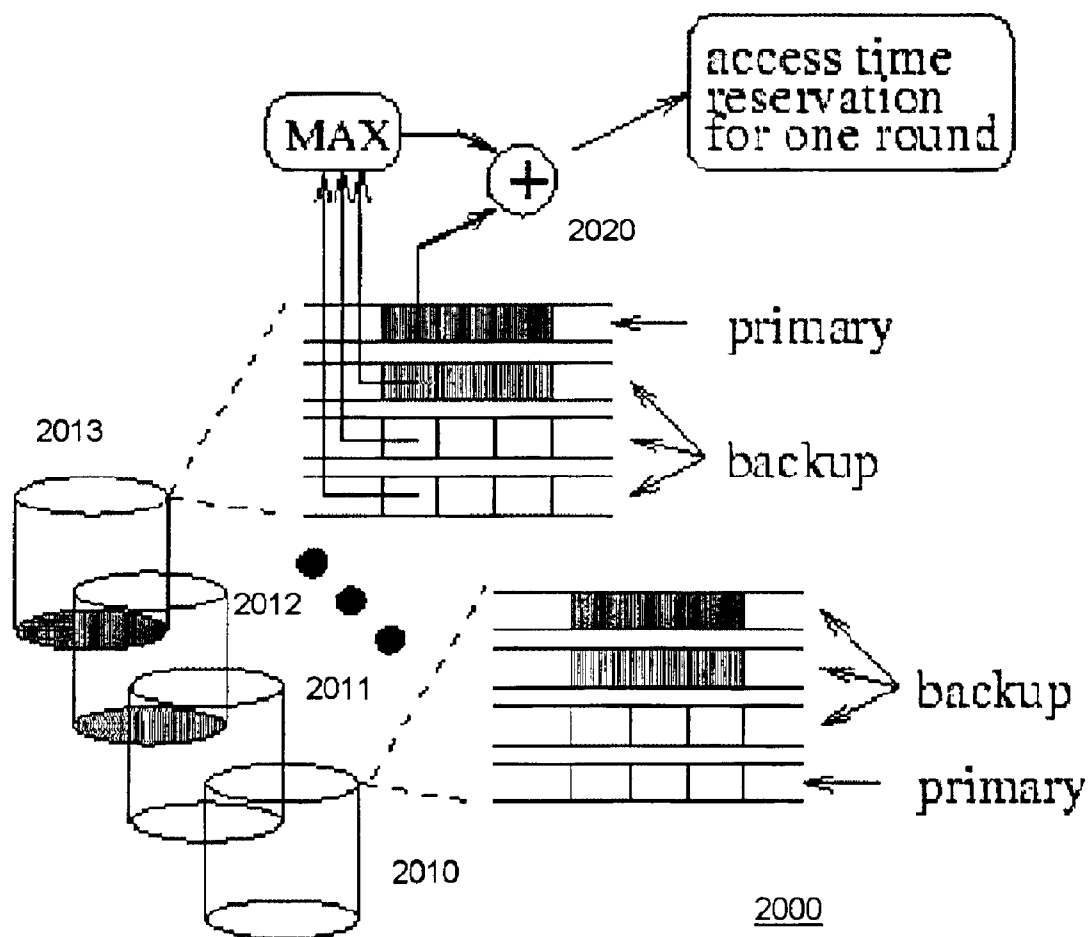 access time
reservation
for one round
MAX
+
2020
primary
backup
2013
2012
2011
backup
primary
2010
2000